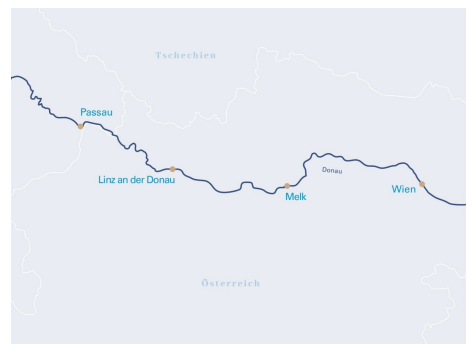 Tschechien
Passau
Linz an der Donau
Donau
Melk
Wien
Österreich